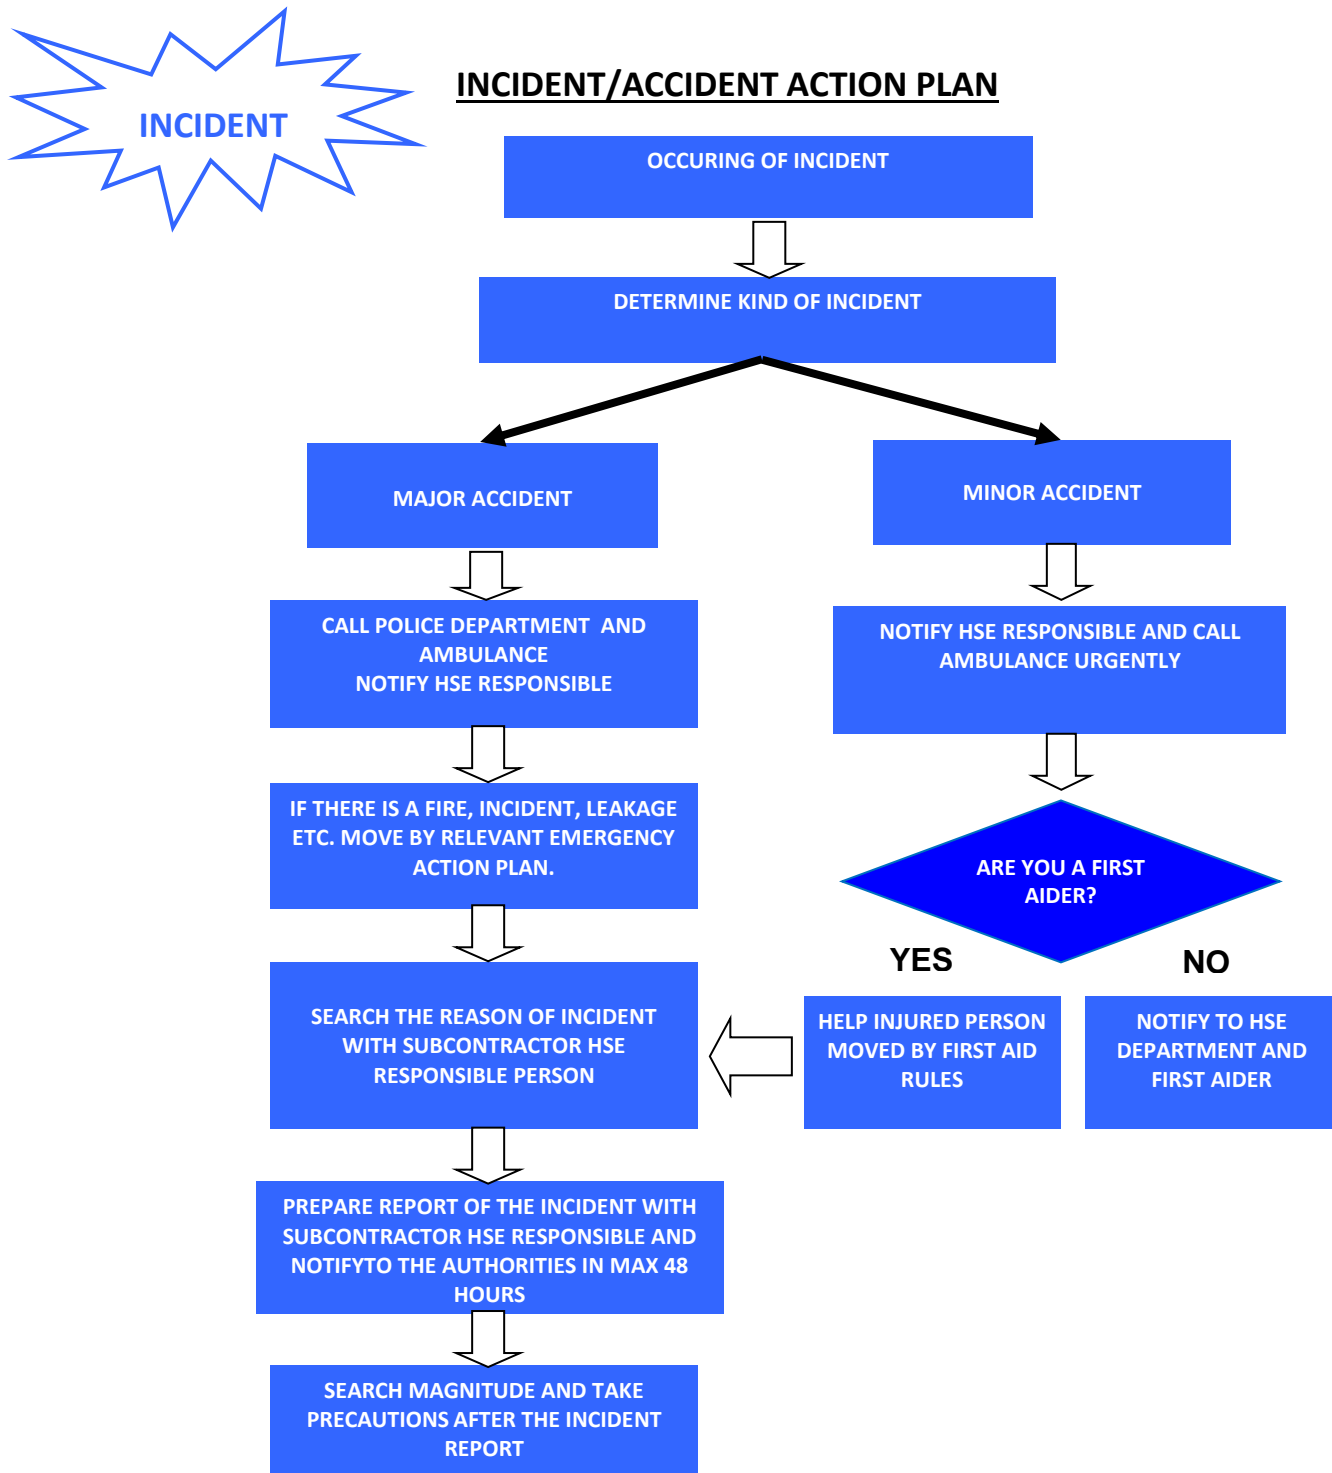 INCIDENT
INCIDENT/ACCIDENT ACTION PLAN
OCCURING OF INCIDENT
DETERMINE KIND OF INCIDENT
MAJOR ACCIDENT
MINOR ACCIDENT
CALL POLICE DEPARTMENT AND
AMBULANCE
NOTIFY HSE RESPONSIBLE
NOTIFY HSE RESPONSIBLE AND CALL
AMBULANCE URGENTLY
IF THERE IS A FIRE, INCIDENT, LEAKAGE
ETC. MOVE BY RELEVANT EMERGENCY
ACTION PLAN.
ARE YOU A FIRST
AIDER?
YES
NO
SEARCH THE REASON OF INCIDENT
WITH SUBCONTRACTOR HSE
RESPONSIBLE PERSON
HELP INJURED PERSON
MOVED BY FIRST AID
RULES
NOTIFY TO HSE
DEPARTMENT AND
FIRST AIDER
PREPARE REPORT OF THE INCIDENT WITH
SUBCONTRACTOR HSE RESPONSIBLE AND
NOTIFYTO THE AUTHORITIES IN MAX 48
HOURS
SEARCH MAGNITUDE AND TAKE
PRECAUTIONS AFTER THE INCIDENT
REPORT